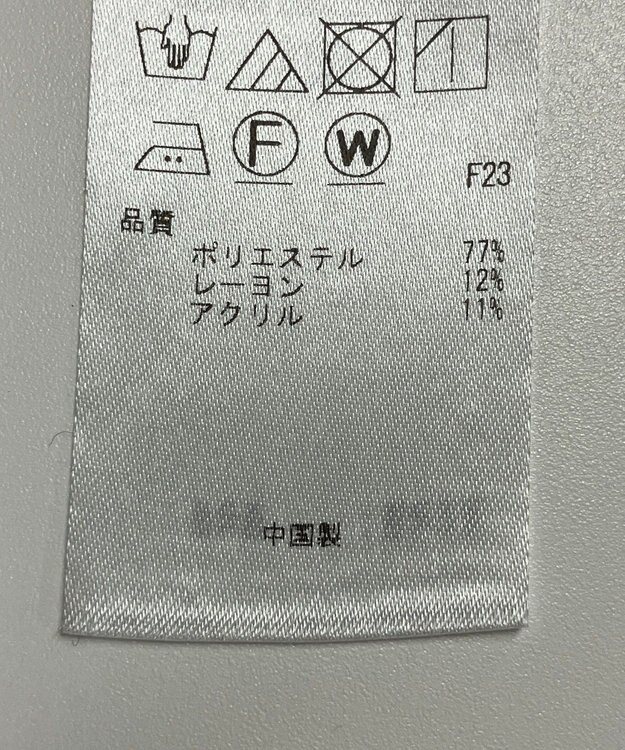 F W
F23
品質
ポリエステル 77%
レーヨン 12%
アクリル 11%
中国製